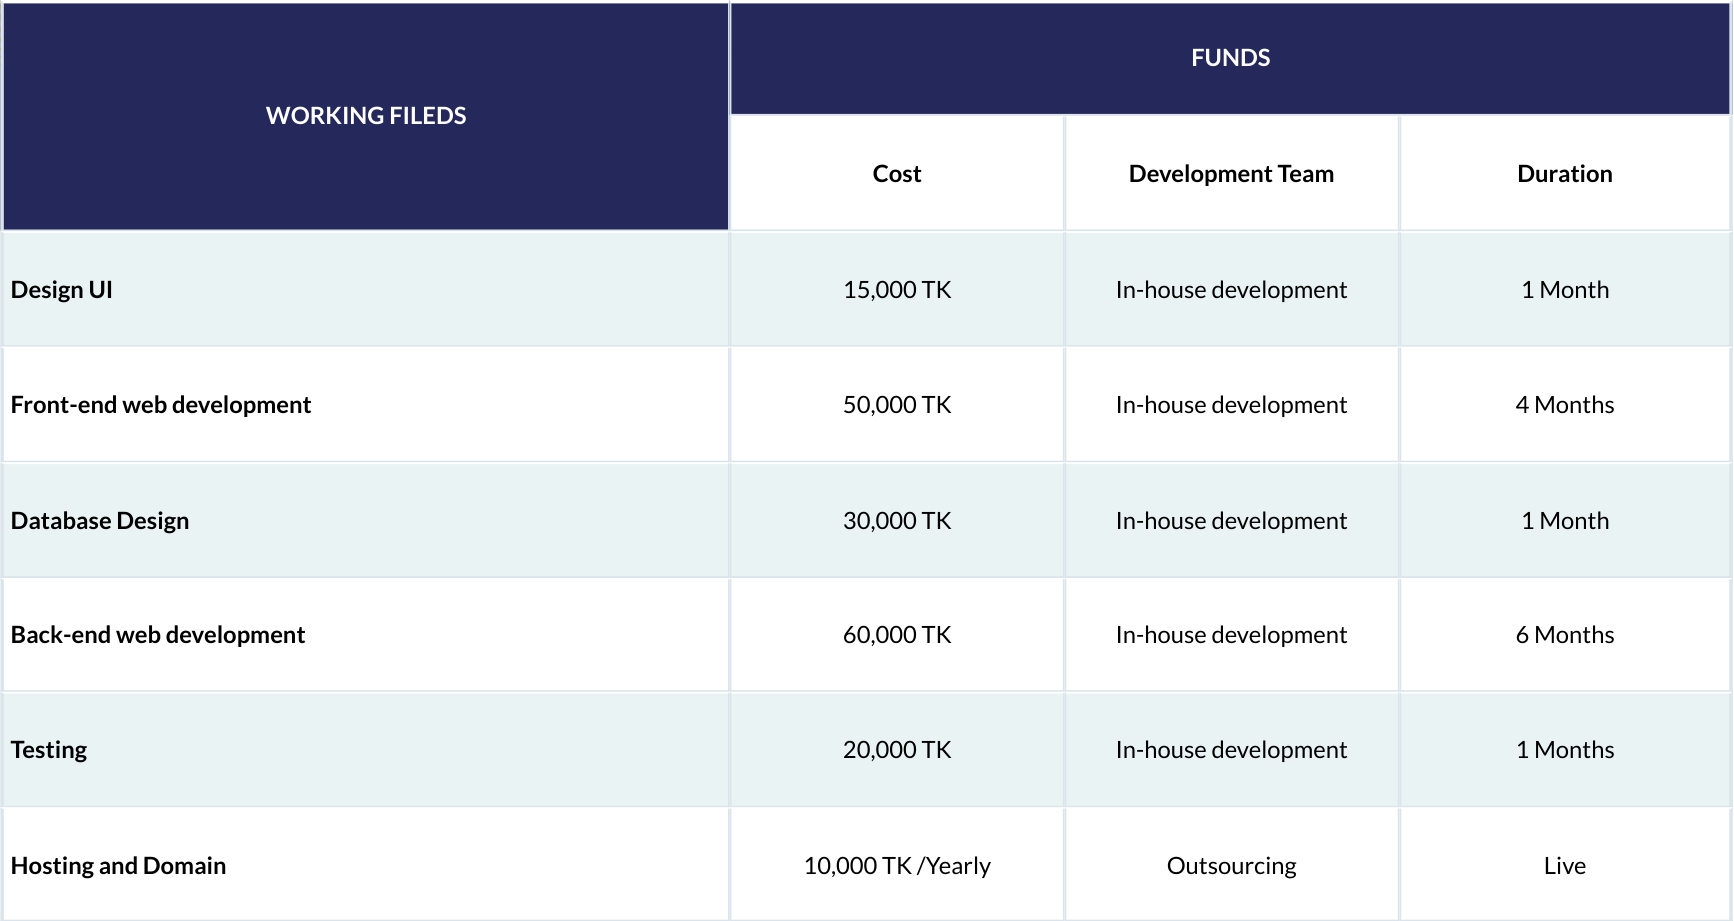 WORKING FILEDS
FUNDS
Cost Development Team Duration
Design UI 15,000 TK In-house development 1 Month
Front-end web development 50,000 TK In-house development 4 Months
Database Design 30,000 TK In-house development 1 Month
Back-end web development 60,000 TK In-house development 6 Months
Testing 20,000 TK In-house development 1 Months
Hosting and Domain 10,000 TK /Yearly Outsourcing Live